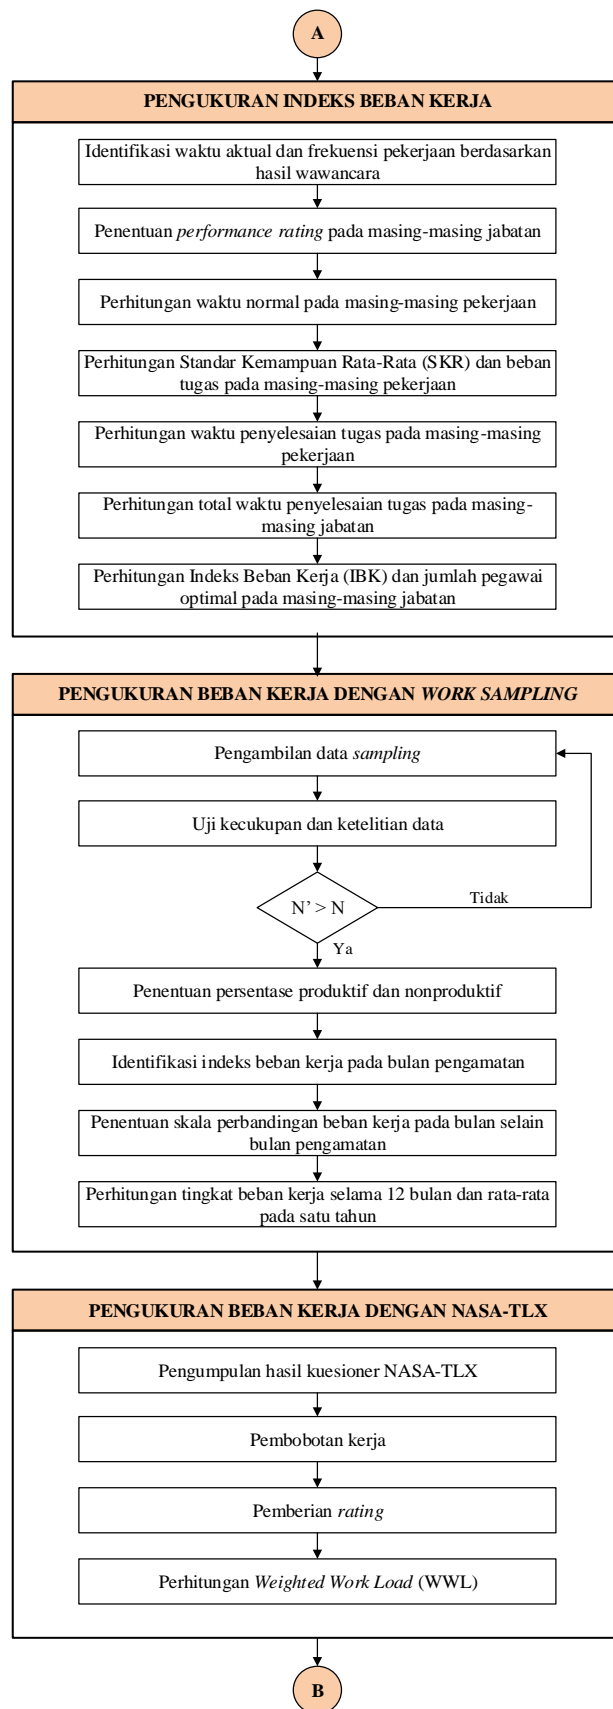 A
PENGUKURAN INDEKS BEBAN KERJA
Identifikasi waktu aktual dan frekuensi pekerjaan berdasarkan
hasil wawancara
Penentuan performance rating pada masing-masing jabatan
Perhitungan waktu normal pada masing-masing pekerjaan
Perhitungan Standar Kemampuan Rata-Rata (SKR) dan beban
tugas pada masing-masing pekerjaan
Perhitungan waktu penyelesaian tugas pada masing-masing
pekerjaan
Perhitungan total waktu penyelesaian tugas pada masing-
masing jabatan
Perhitungan Indeks Beban Kerja (IBK) dan jumlah pegawai
optimal pada masing-masing jabatan
PENGUKURAN BEBAN KERJA DENGAN WORK SAMPLING
Pengambilan data sampling
Uji kecukupan dan ketelitian data
N' > N
Tidak
Ya
Penentuan persentase produktif dan nonproduktif
Identifikasi indeks beban kerja pada bulan pengamatan
Penentuan skala perbandingan beban kerja pada bulan selain
bulan pengamatan
Perhitungan tingkat beban kerja selama 12 bulan dan rata-rata
pada satu tahun
PENGUKURAN BEBAN KERJA DENGAN NASA-TLX
Pengumpulan hasil kuesioner NASA-TLX
Pembobotan kerja
Pemberian rating
Perhitungan Weighted Work Load (WWL)
B